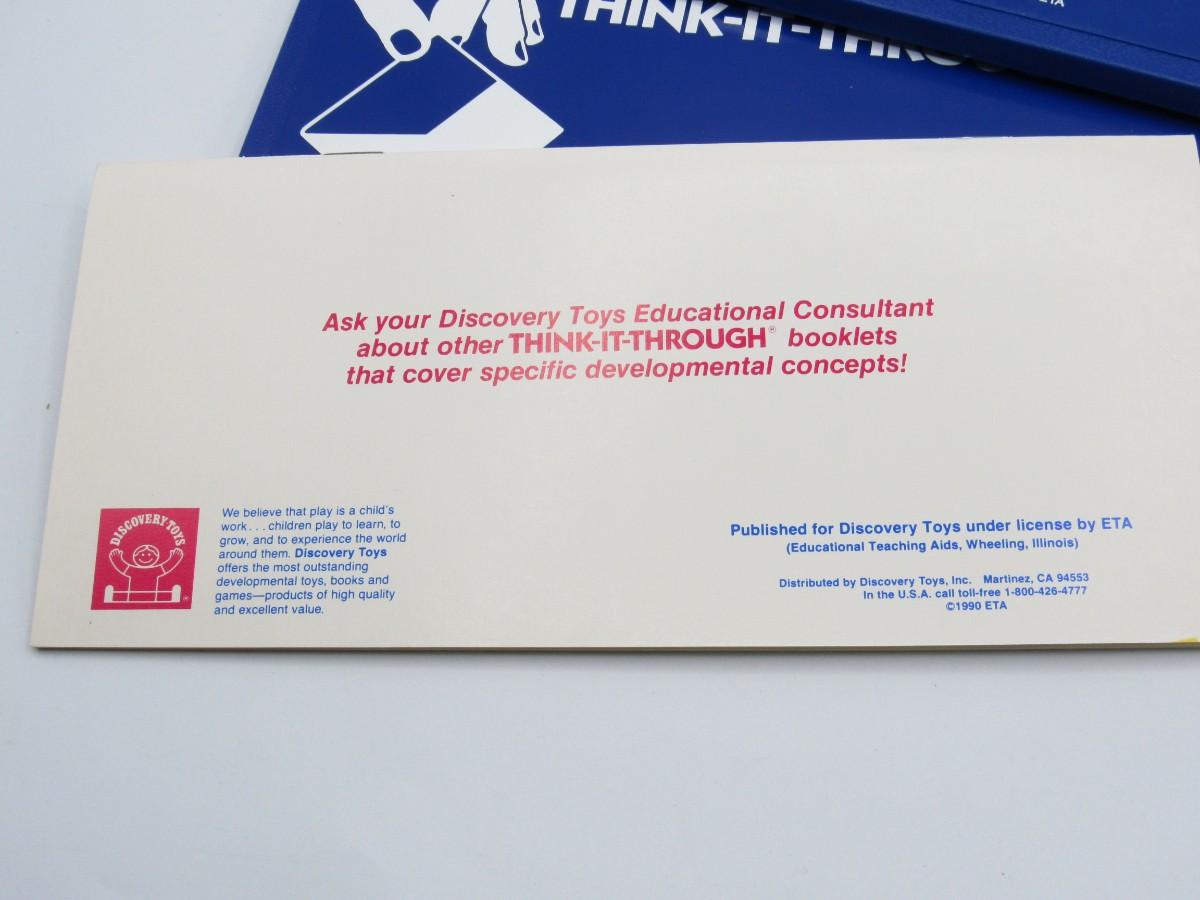 THINK-IT-THROUGH
ETA
Ask your Discovery Toys Educational Consultant
about other THINK-IT-THROUGH® booklets
that cover specific developmental concepts!
DISCOVERY TOYS
®
We believe that play is a child's
work...children play to learn, to
grow, and to experience the world
around them. Discovery Toys
offers the most outstanding
developmental toys, books and
games—products of high quality
and excellent value.
Published for Discovery Toys under license by ETA
(Educational Teaching Aids, Wheeling, Illinois)
Distributed by Discovery Toys, Inc. Martinez, CA 94553
In the U.S.A. call toll-free 1-800-426-4777
©1990 ETA